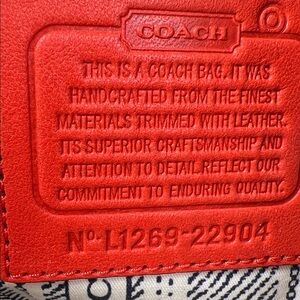 COACH
THIS IS A COACH BAG. IT WAS
HANDCRAFTED FROM THE FINEST
MATERIALS TRIMMED WITH LEATHER.
ITS SUPERIOR CRAFTSMANSHIP AND
ATTENTION TO DETAIL REFLECT OUR
COMMITMENT TO ENDURING QUALITY.
Nº L1269-22904